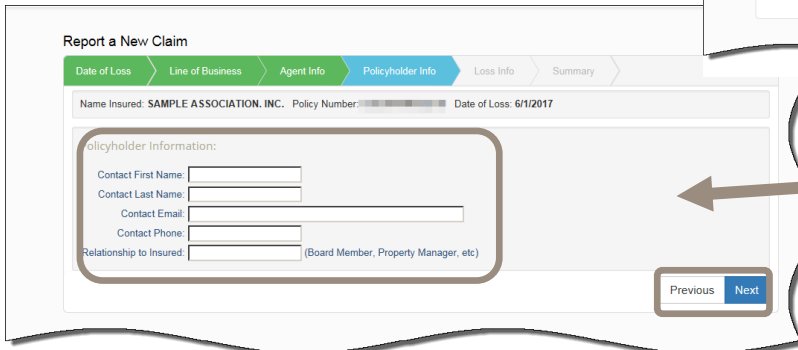 Report a New Claim
Date of Loss Line of Business Agent Info Policyholder Info Loss Info Summary
Name Insured: SAMPLE ASSOCIATION. INC. Policy Number: Date of Loss: 6/1/2017
Policyholder Information:
Contact First Name:
Contact Last Name:
Contact Email:
Contact Phone:
Relationship to Insured: (Board Member, Property Manager, etc)
Previous Next